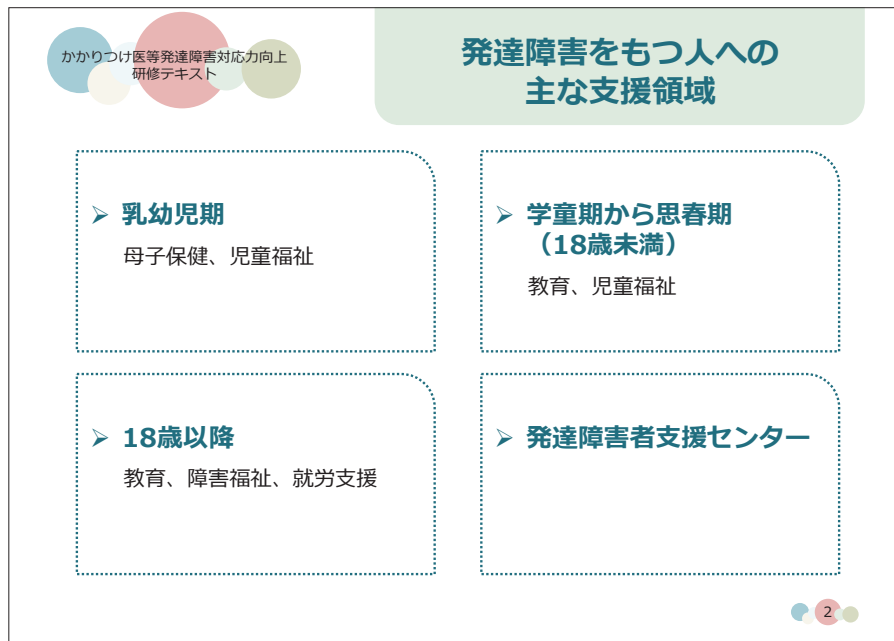 かかりつけ医等発達障害対応力向上
研修テキスト
発達障害をもつ人への
主な支援領域
➢ 乳幼児期
母子保健、児童福祉
➢ 学童期から思春期
（18歳未満）
教育、児童福祉
➢ 18歳以降
教育、障害福祉、就労支援
➢ 発達障害者支援センター
2